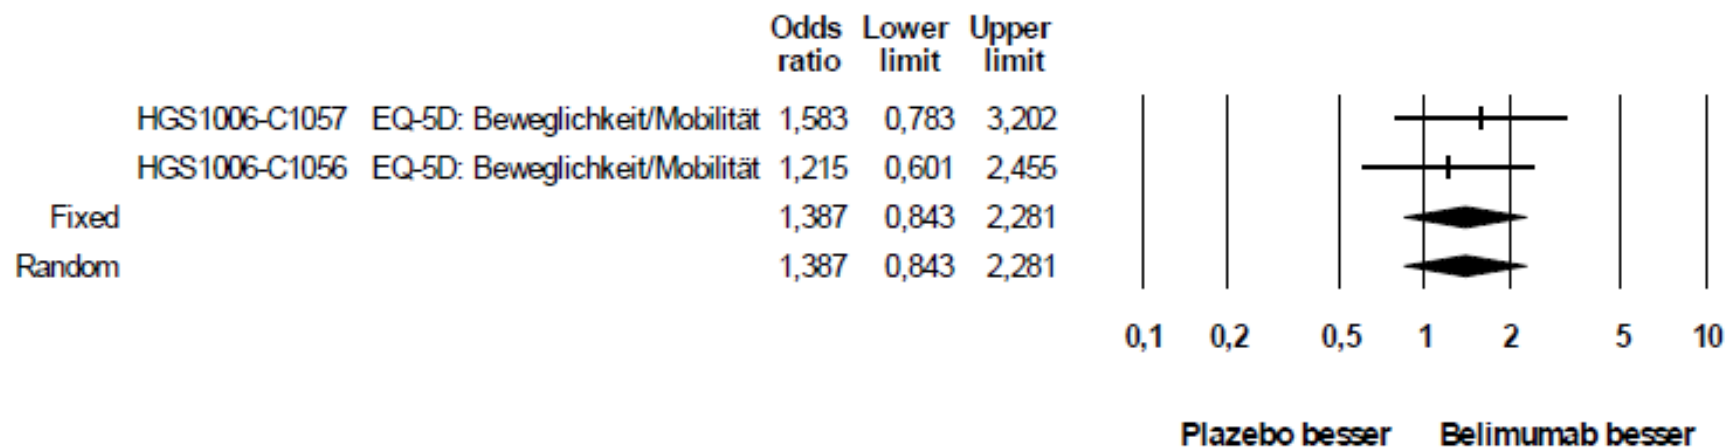 Odds Lower Upper
ratio limit limit
HGS1006-C1057 EQ-5D: Beweglichkeit/Mobilität 1,583 0,783 3,202
HGS1006-C1056 EQ-5D: Beweglichkeit/Mobilität 1,215 0,601 2,455
Fixed 1,387 0,843 2,281
Random 1,387 0,843 2,281
0,1 0,2 0,5 1 2 5 10
Plazebo besser Belimumab besser